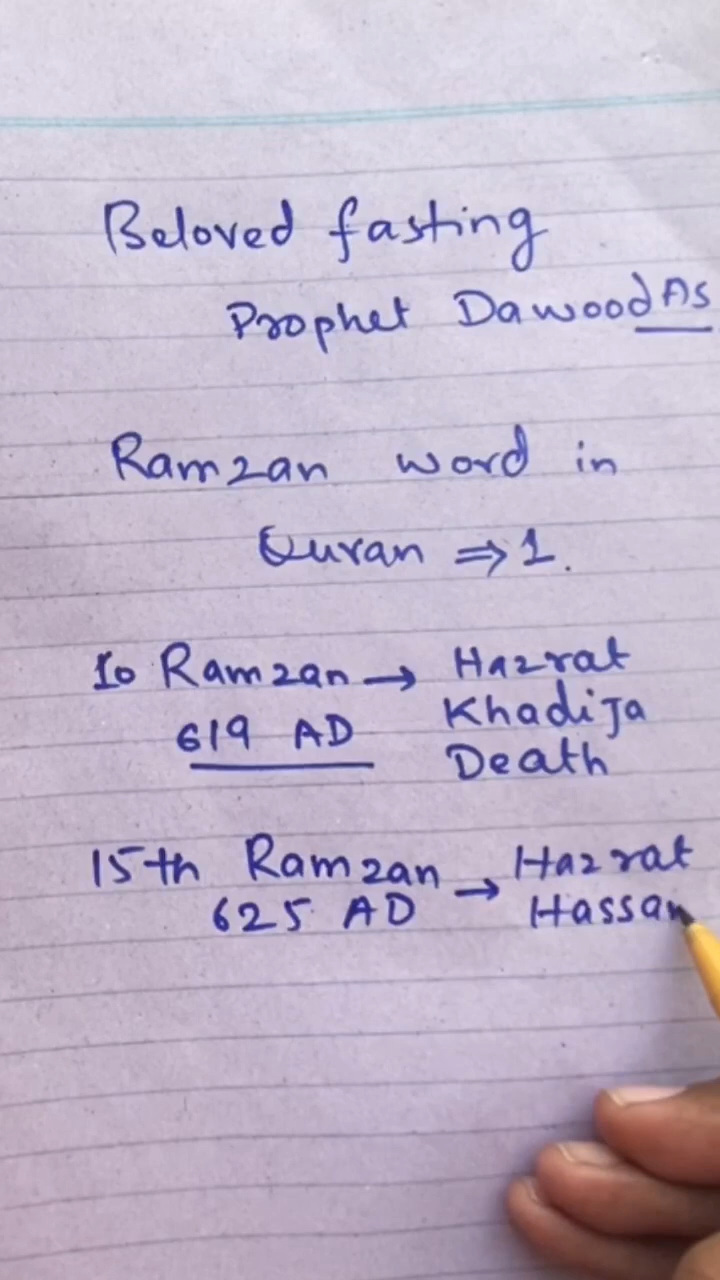 Beloved fasting
Prophet Dawood As
Ramzan word in
Quran ⇒ 1.
10 Ramzan → Hazrat
619 AD Khadija
Death
15th Ramzan → Hazrat
625 AD Hassan